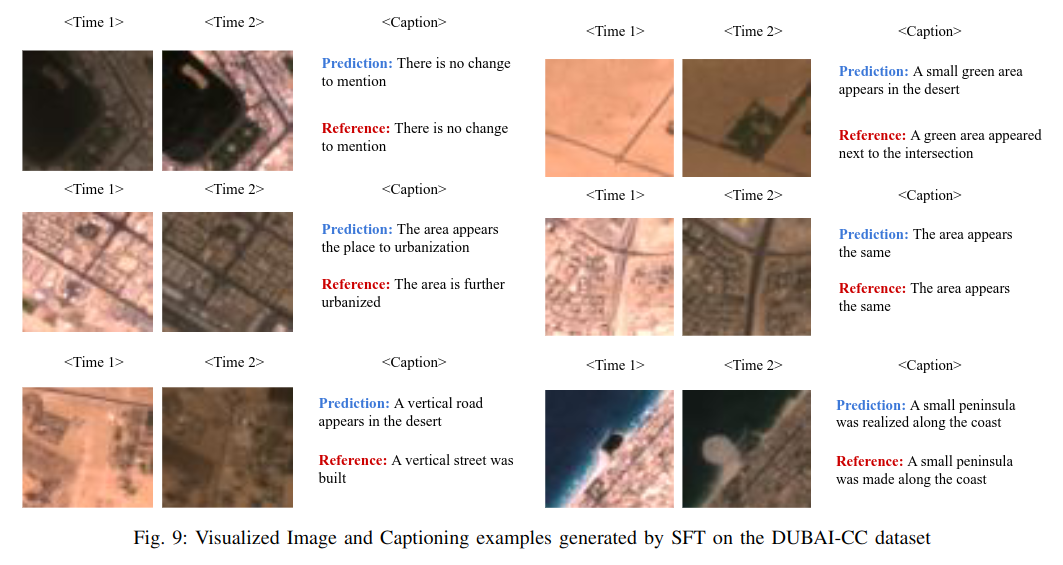 <Time 1> <Time 2> <Caption>
Prediction: There is no change
to mention
Reference: There is no change
to mention
<Time 1> <Time 2> <Caption>
Prediction: A small green area
appears in the desert
Reference: A green area appeared
next to the intersection
<Time 1> <Time 2> <Caption>
Prediction: The area appears
the place to urbanization
Reference: The area is further
urbanized
<Time 1> <Time 2> <Caption>
Prediction: The area appears
the same
Reference: The area appears
the same
<Time 1> <Time 2> <Caption>
Prediction: A vertical road
appears in the desert
Reference: A vertical street was
built
<Time 1> <Time 2> <Caption>
Prediction: A small peninsula
was realized along the coast
Reference: A small peninsula
was made along the coast
Fig. 9: Visualized Image and Captioning examples generated by SFT on the DUBAI-CC dataset